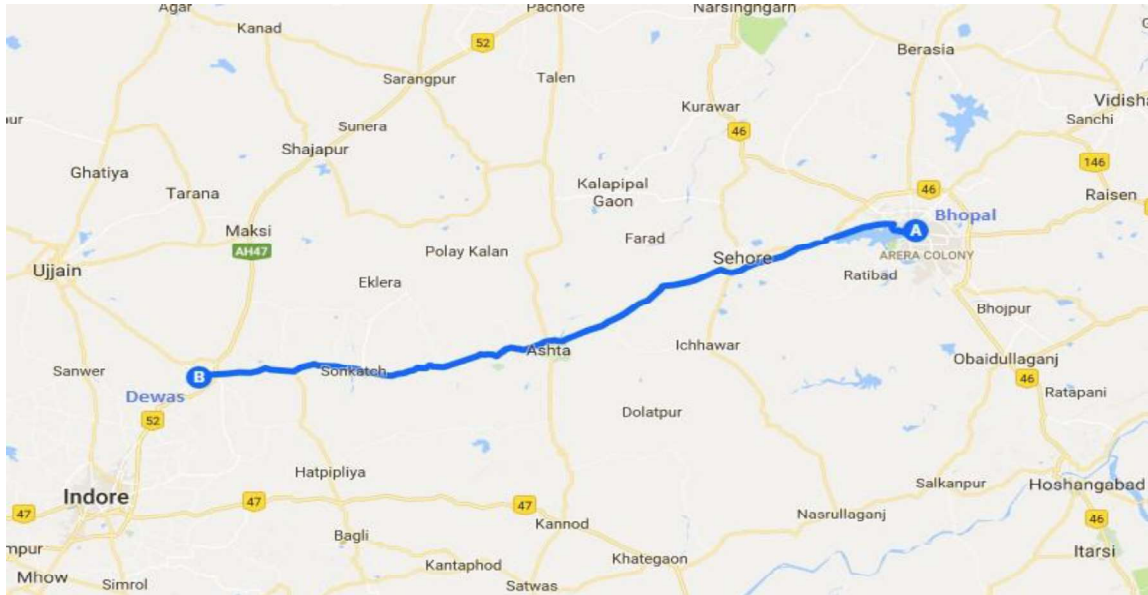 Agar
Pachore
Narsingngarn
Kanad
52
Berasia
Sarangpur
Talen
Kurawar
Vidisha
Sanchi
Sunera
46
Shajapur
146
Ghatiya
Kalapipal
Gaon
46
Raisen
Tarana
Bhopal
Maksi
A
AH47
Polay Kalan
Farad
Sehore
ARERA COLONY
Ujjain
Eklera
Ratibad
Bhojpur
Ashta
Ichhawar
Obaidullaganj
Sanwer
B
Sonkatch
46
Ratapani
Dewas
52
Dolatpur
Hatpipliya
Salkanpur
Hoshangabad
Indore
47
47
47
Kannod
Nasrullaganj
46
Bagli
Itarsi
Kantaphod
Khategaon
Mhow
Simrol
Satwas